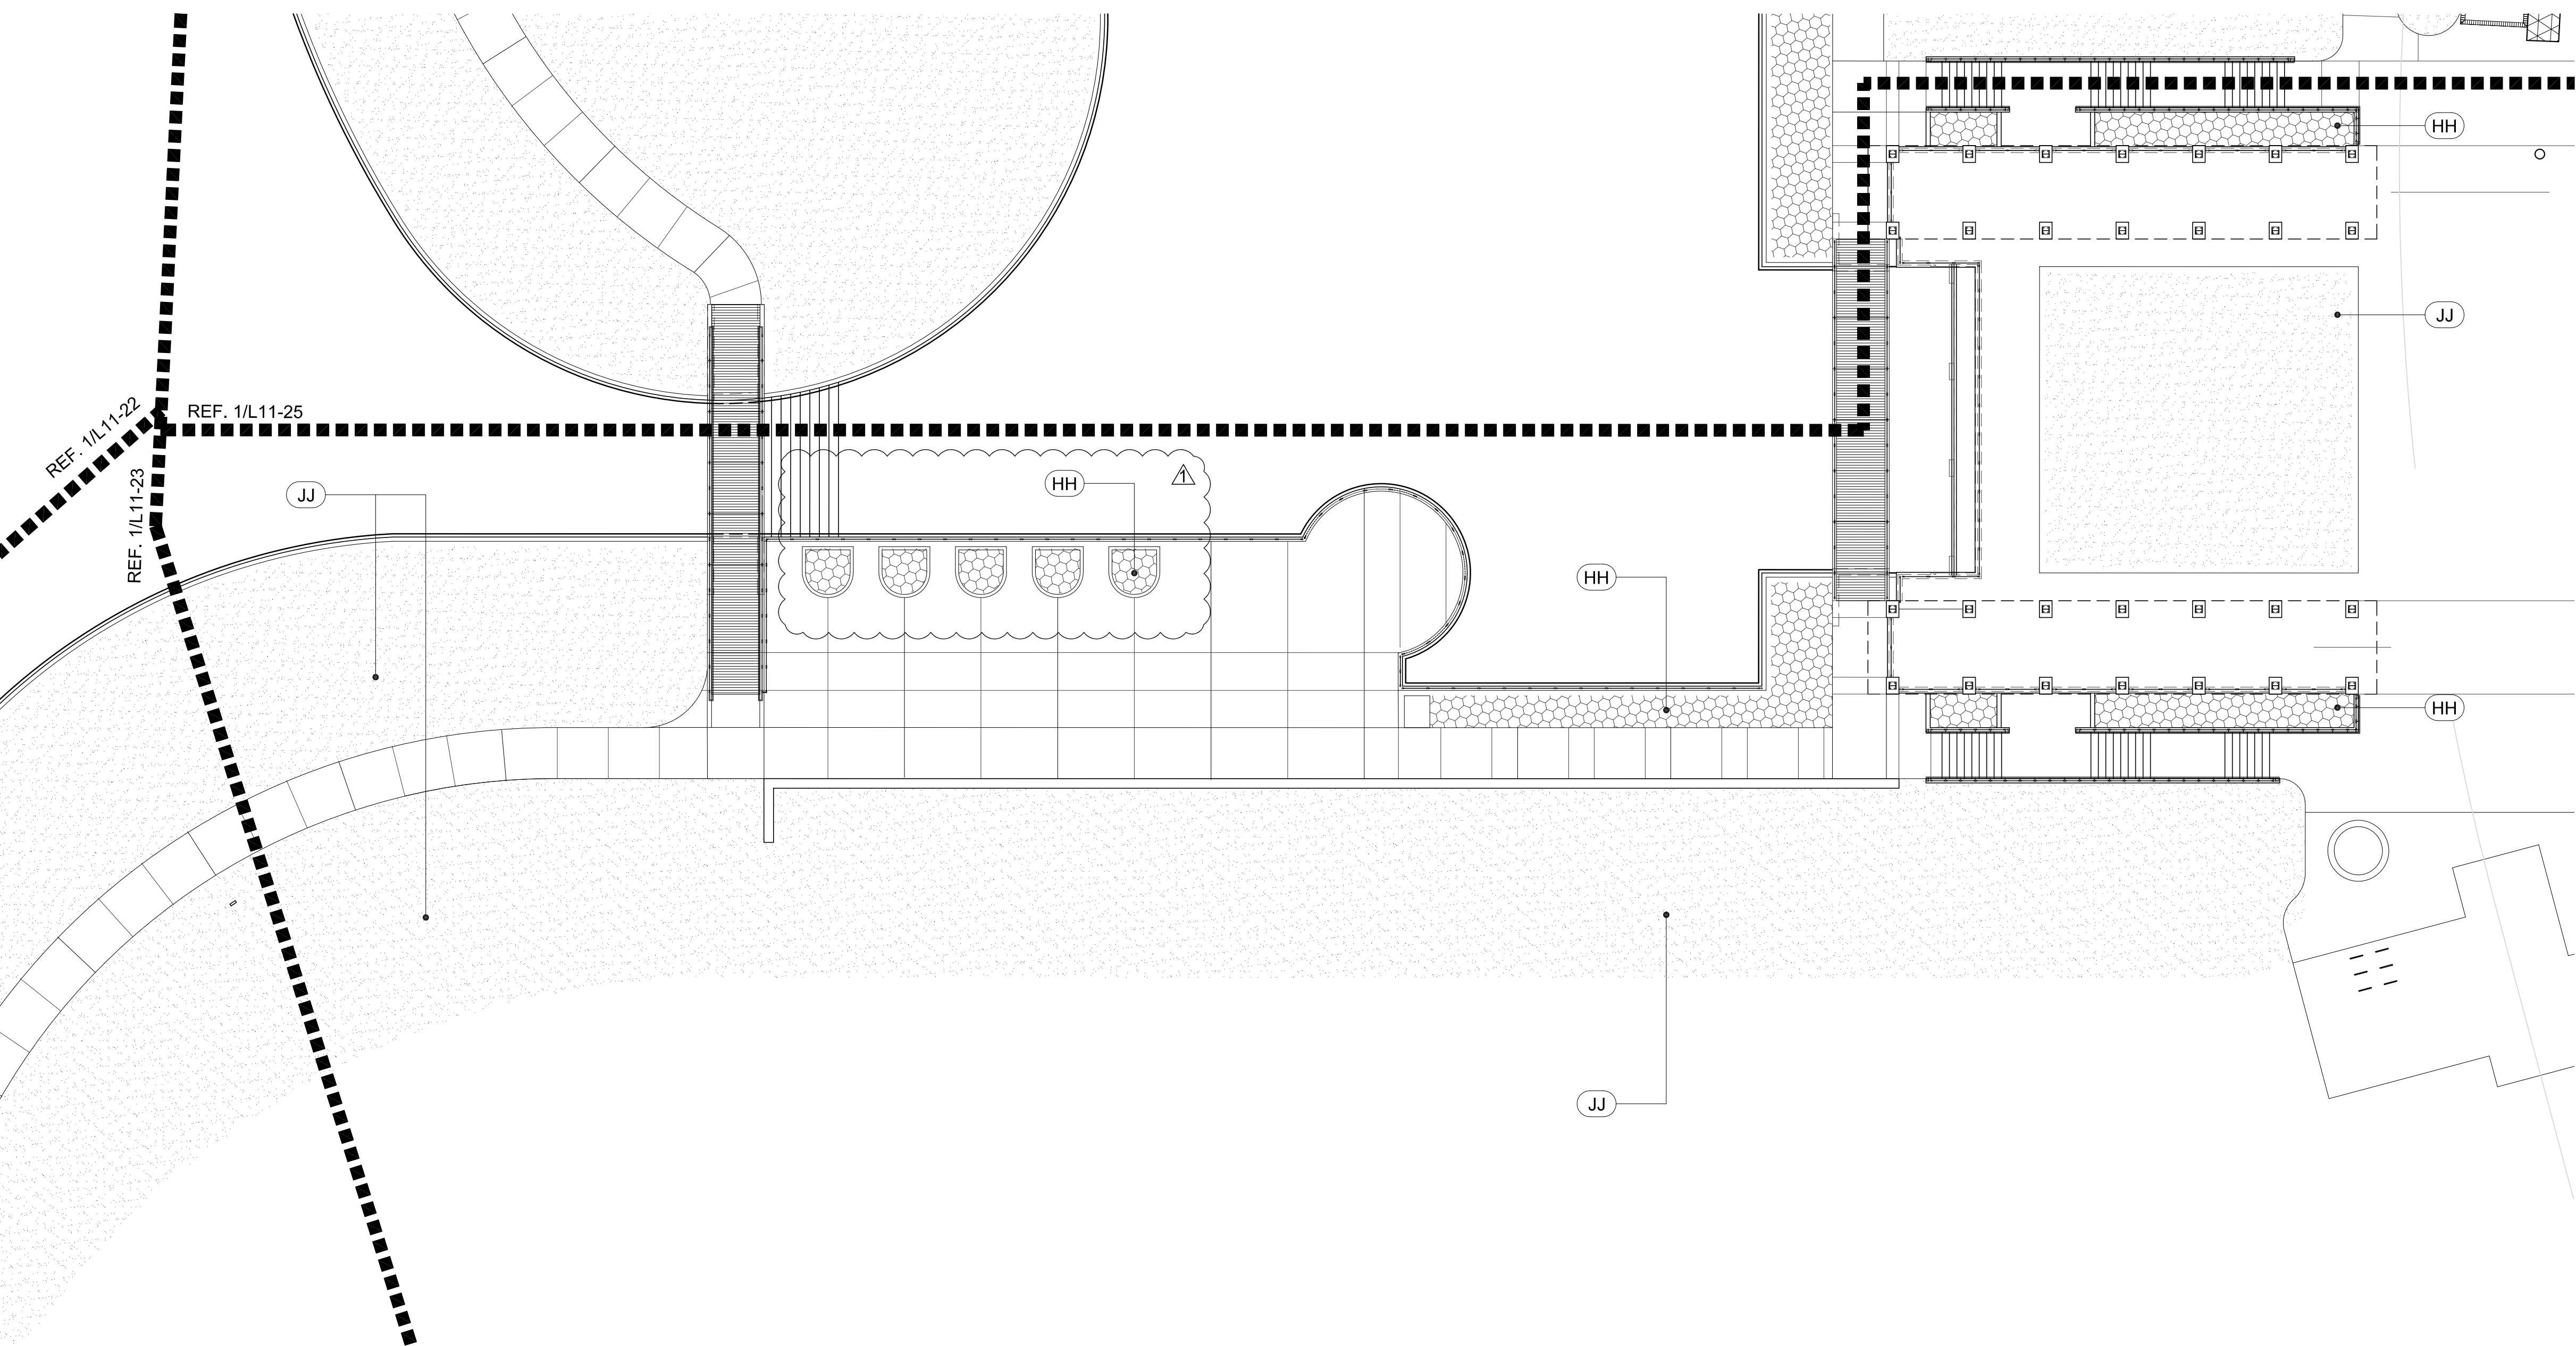 HH
JJ
REF. 1/L11-22
REF. 1/L11-25
REF. 1/L11-23
JJ
HH
1
HH
HH
JJ